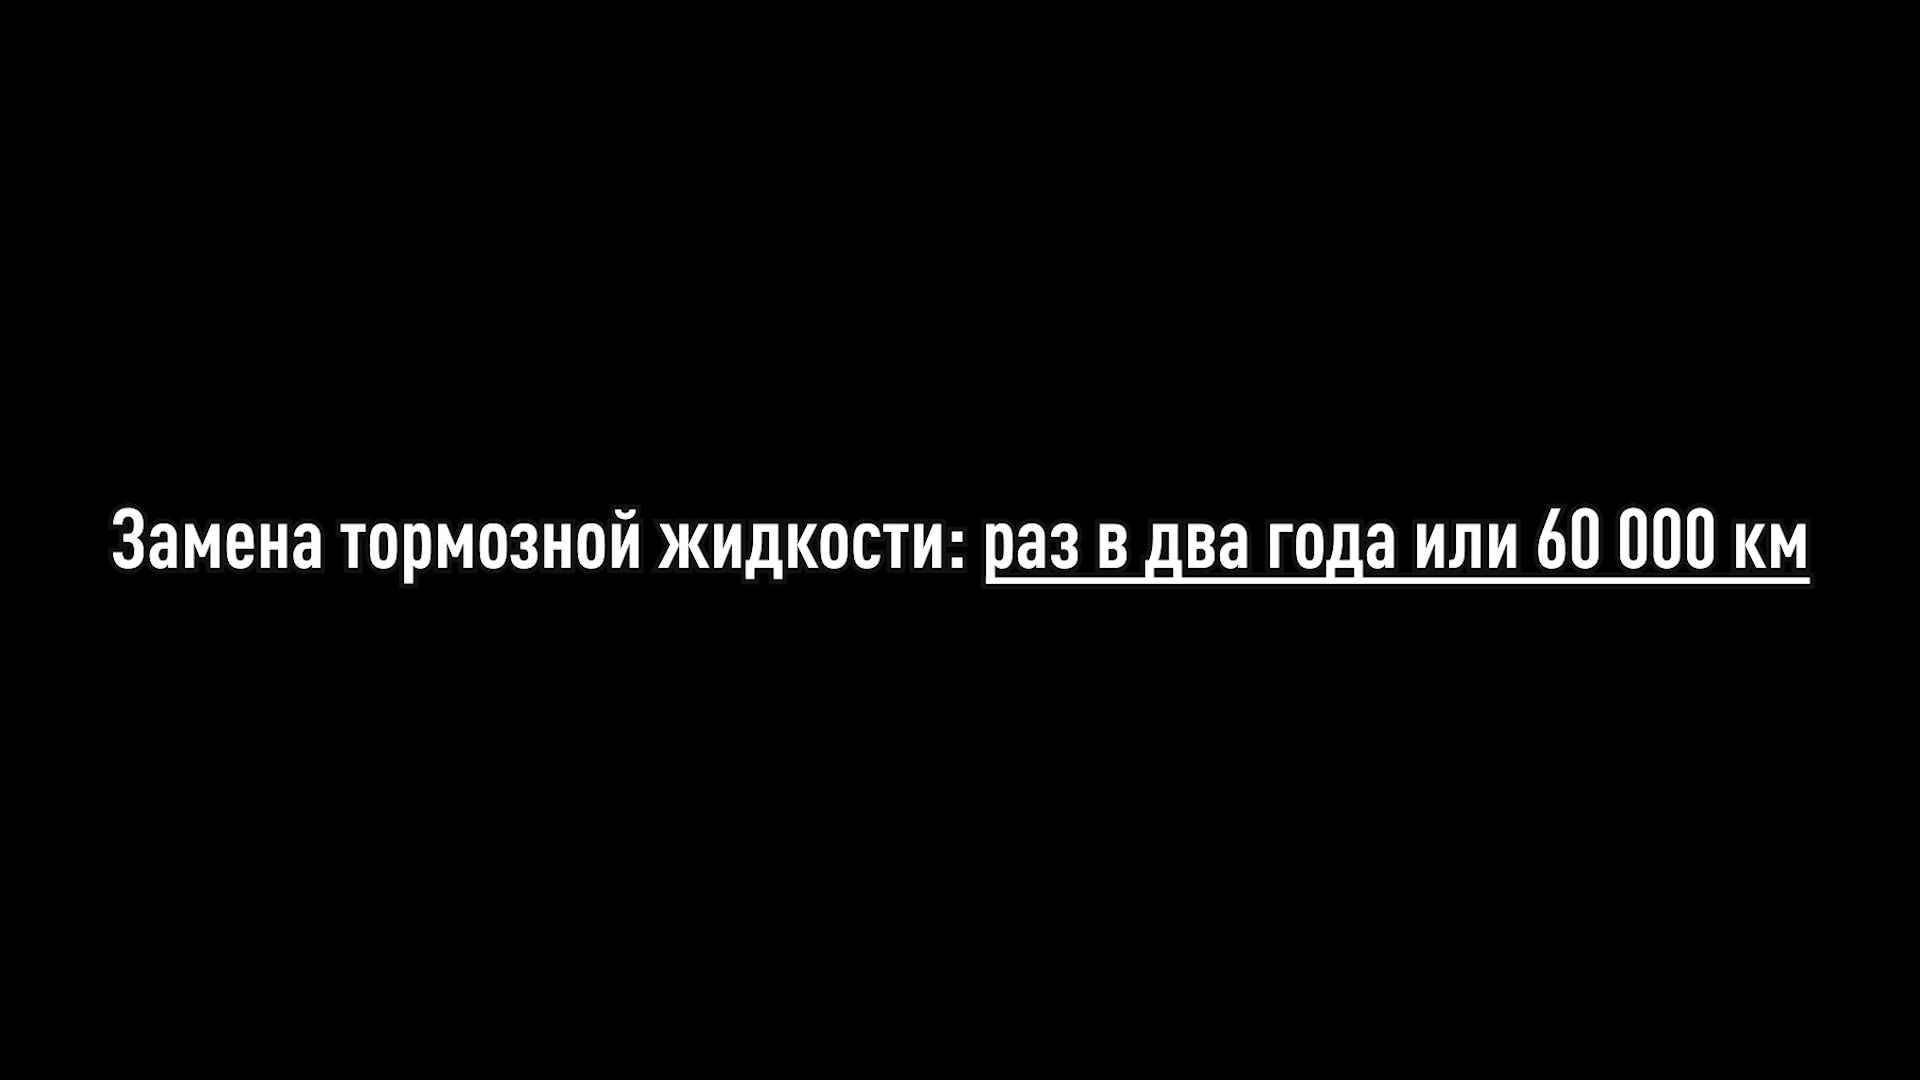 Замена тормозной жидкости: раз в два года или 60 000 км